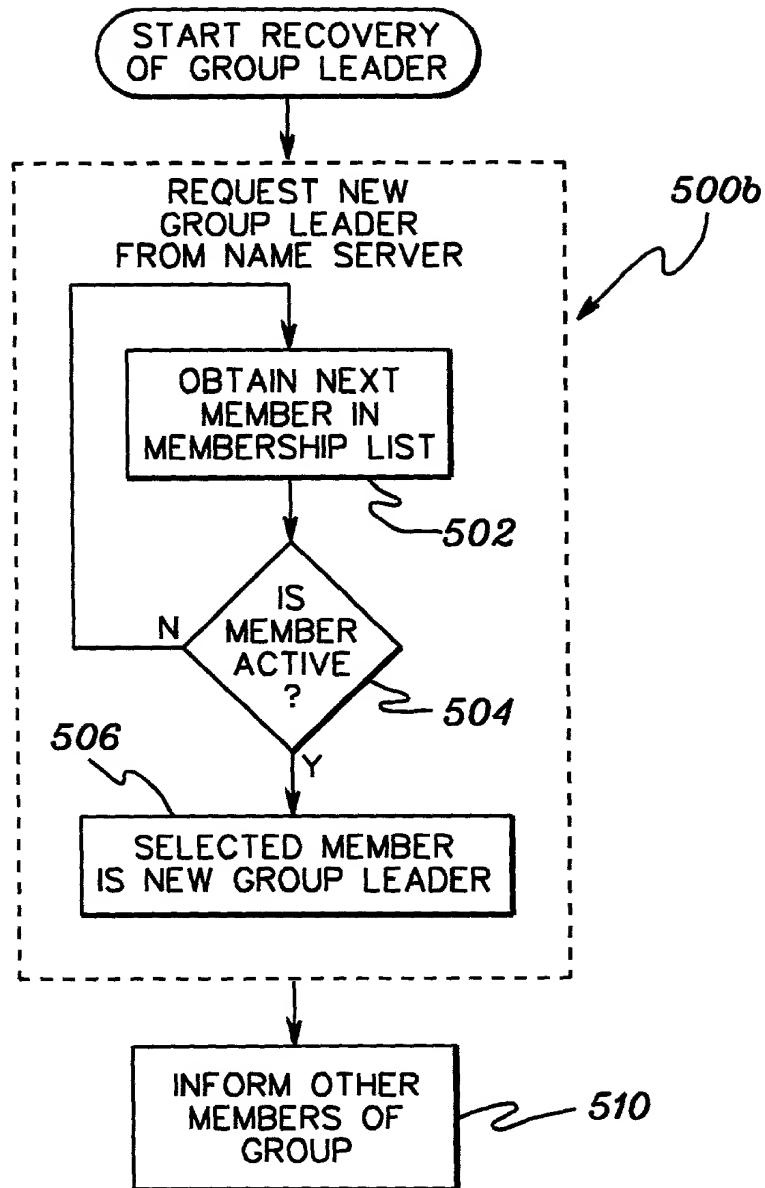 START RECOVERY
OF GROUP LEADER
REQUEST NEW
GROUP LEADER
FROM NAME SERVER
500b
OBTAIN NEXT
MEMBER IN
MEMBERSHIP LIST
502
IS
MEMBER
ACTIVE
?
N
504
Y
506
SELECTED MEMBER
IS NEW GROUP LEADER
INFORM OTHER
MEMBERS OF
GROUP
510